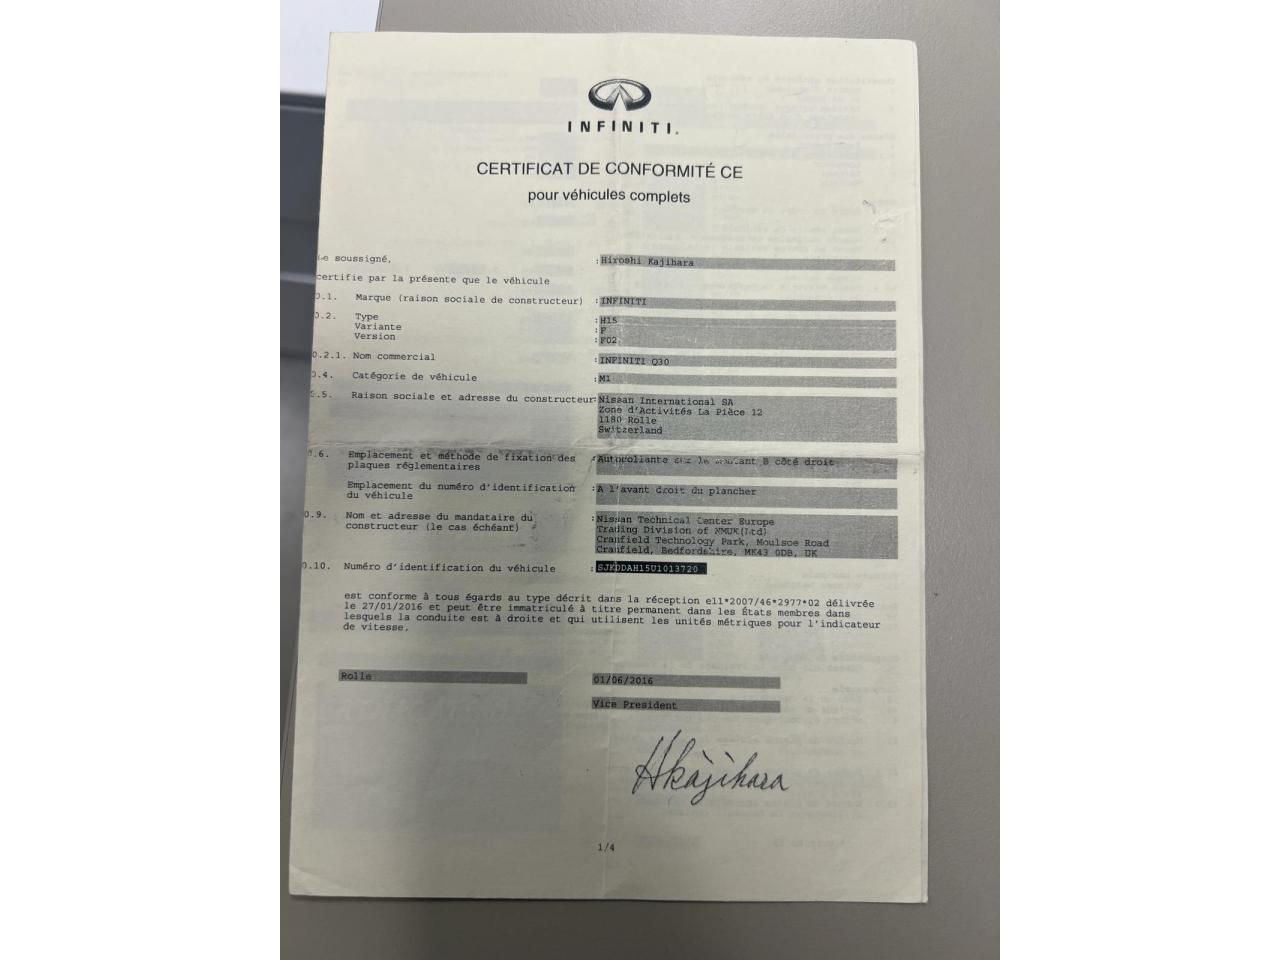 INFINITI.
CERTIFICAT DE CONFORMITÉ CE
pour véhicules complets
Le soussigné, :Hiroshi Kajihara
certifie par la présente que le véhicule
0.1. Marque (raison sociale de constructeur) :INFINITI
0.2. Type :H15
Variante :F
Version :F02
0.2.1. Nom commercial :INFINITI Q30
0.4. Catégorie de véhicule :M1
0.5. Raison sociale et adresse du constructeur:Nissan International SA
Zone d'Activités La Pièce 12
1180 Rolle
Switzerland
0.6. Emplacement et méthode de fixation des :Autocollante sur le montant B côté droit
plaques réglementaires
Emplacement du numéro d'identification :A l'avant droit du plancher
du véhicule
0.9. Nom et adresse du mandataire du :Nissan Technical Center Europe
constructeur (le cas échéant) Trading Division of NMUK(Ltd)
Cranfield Technology Park, Moulsoe Road
Cranfield, Bedfordshire, MK43 0DB, UK
0.10. Numéro d'identification du véhicule :SJKDDAH15U1013720
est conforme à tous égards au type décrit dans la réception e11*2007/46*2977*02 délivrée
le 27/01/2016 et peut être immatriculé à titre permanent dans les États membres dans
lesquels la conduite est à droite et qui utilisent les unités métriques pour l'indicateur
de vitesse.
Rolle 01/06/2016
Vice President
HKajihara
1/4